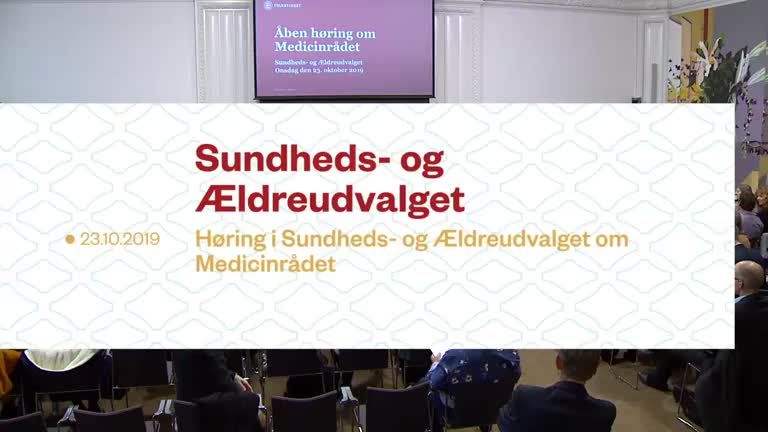 FOLKETINGET
Åben høring om
Medicinrådet
Sundheds- og Ældreudvalget
Onsdag den 23. oktober 2019
Sundheds- og
Ældreudvalget
23.10.2019
Høring i Sundheds- og Ældreudvalget om
Medicinrådet